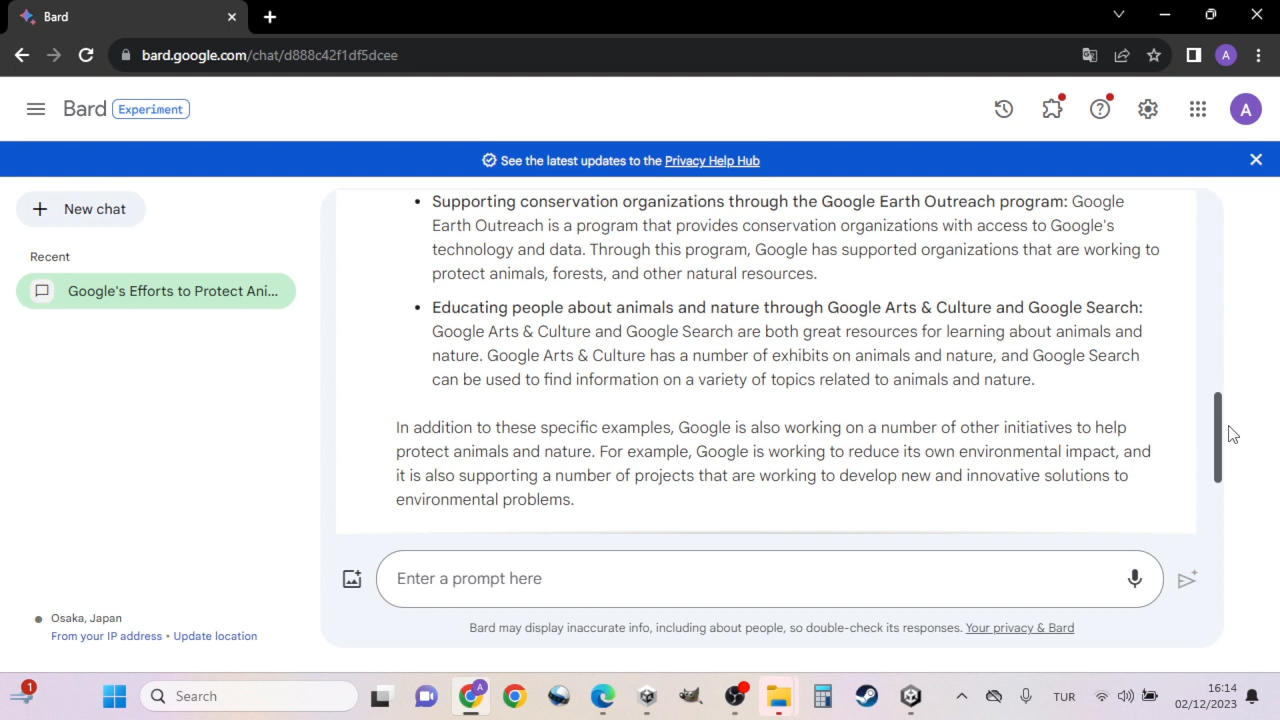 Bard
bard.google.com/chat/d888c42f1df5dcee
A
Bard Experiment
A
See the latest updates to the Privacy Help Hub
New chat
Recent
Google's Efforts to Protect Ani...
• Supporting conservation organizations through the Google Earth Outreach program: Google
Earth Outreach is a program that provides conservation organizations with access to Google's
technology and data. Through this program, Google has supported organizations that are working to
protect animals, forests, and other natural resources.
• Educating people about animals and nature through Google Arts & Culture and Google Search:
Google Arts & Culture and Google Search are both great resources for learning about animals and
nature. Google Arts & Culture has a number of exhibits on animals and nature, and Google Search
can be used to find information on a variety of topics related to animals and nature.
In addition to these specific examples, Google is also working on a number of other initiatives to help
protect animals and nature. For example, Google is working to reduce its own environmental impact, and
it is also supporting a number of projects that are working to develop new and innovative solutions to
environmental problems.
Enter a prompt here
Osaka, Japan
From your IP address • Update location
Bard may display inaccurate info, including about people, so double-check its responses. Your privacy & Bard
1
Search
A
TUR
16:14
02/12/2023